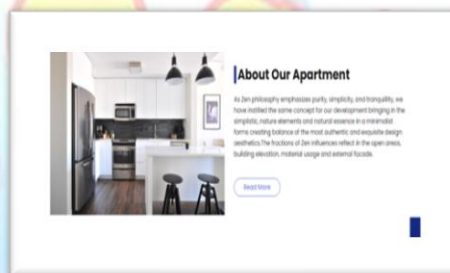 About Our Apartment
As Zen philosophy emphasizes purity, simplicity, and tranquility, we
have instilled the same concept for our development bringing in the
simplistic, nature elements and natural essence in a minimalist
forms creating balance of the most authentic and exquisite design
aesthetics.The fractions of Zen influences reflect in the open areas,
building elevation, material usage and external facade.
Read More